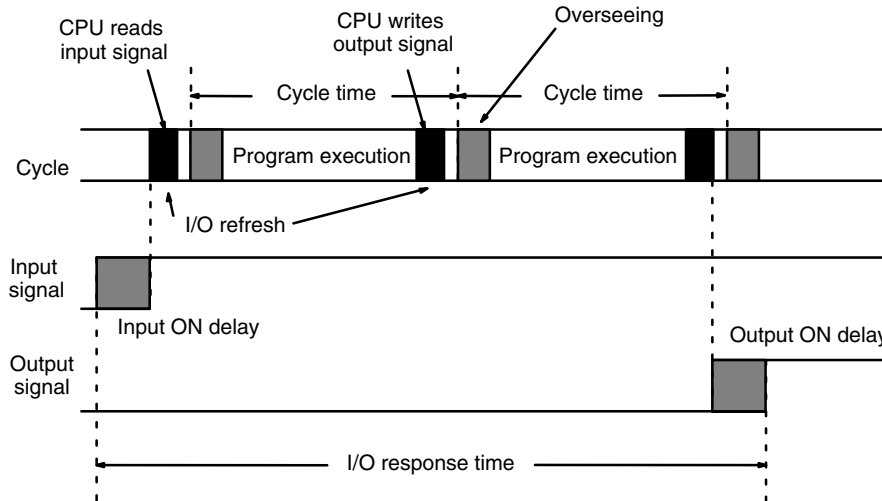 Overseeing
CPU reads
input signal
CPU writes
output signal
Cycle time
Cycle time
Cycle
Program execution
Program execution
I/O refresh
Input
signal
Input ON delay
Output ON delay
Output
signal
I/O response time